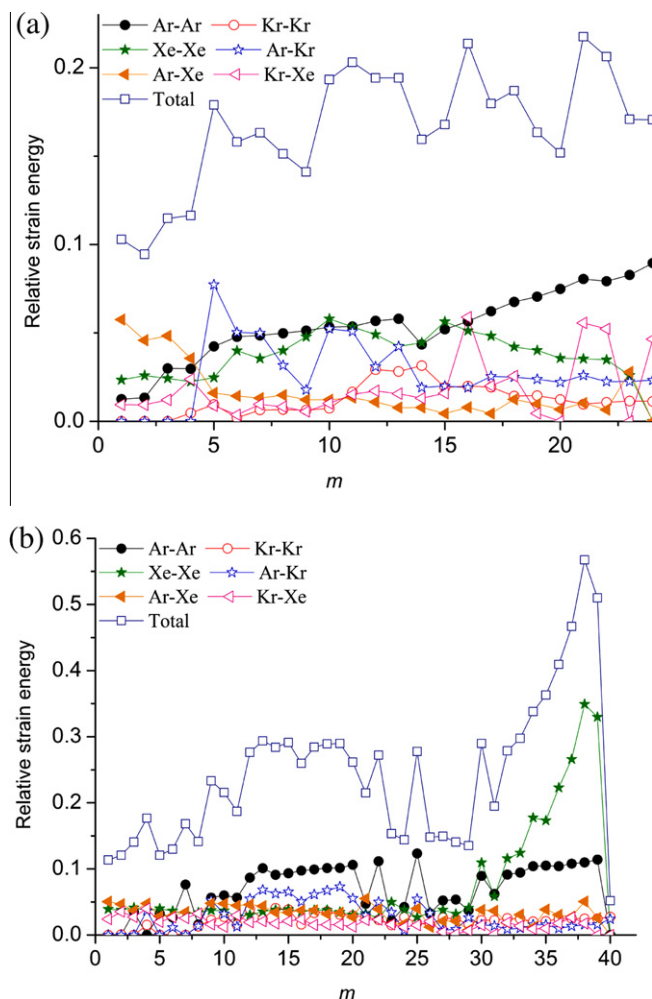 (a)
Ar-Ar Kr-Kr
Xe-Xe Ar-Kr
Ar-Xe Kr-Xe
Total
Relative strain energy
0.2
0.1
0.0
0 5 10 15 20
m
(b)
Ar-Ar Kr-Kr
Xe-Xe Ar-Kr
Ar-Xe Kr-Xe
Total
Relative strain energy
0.6
0.5
0.4
0.3
0.2
0.1
0.0
0 5 10 15 20 25 30 35 40
m